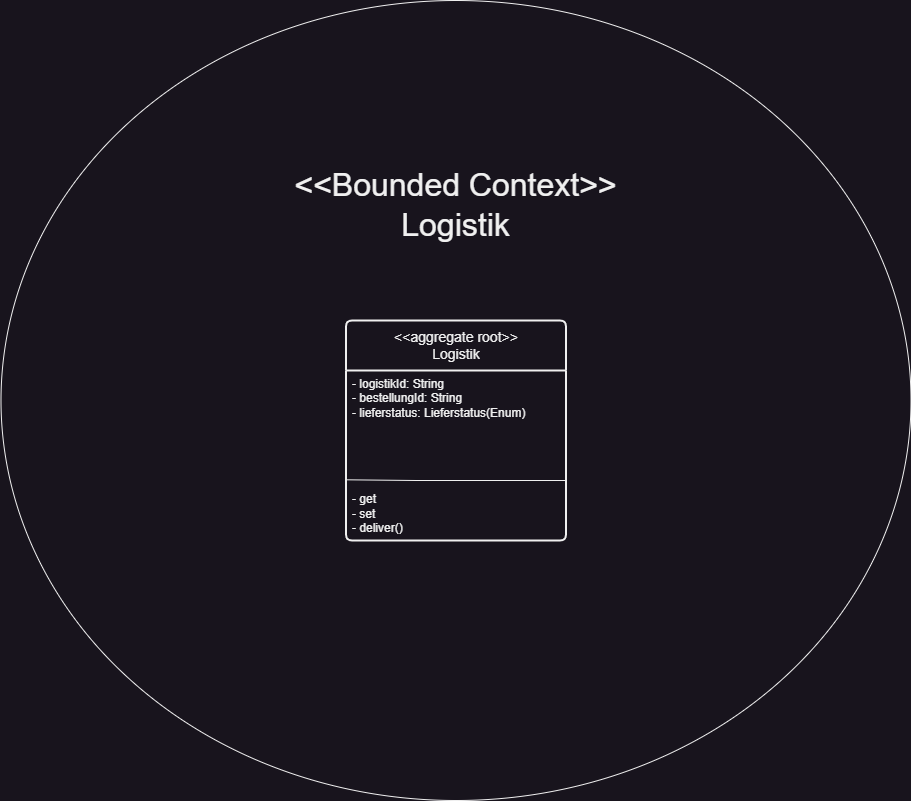 <<Bounded Context>>
Logistik
<<aggregate root>>
Logistik
- logistikId: String
- bestellungId: String
- lieferstatus: Lieferstatus(Enum)
- get
- set
- deliver()